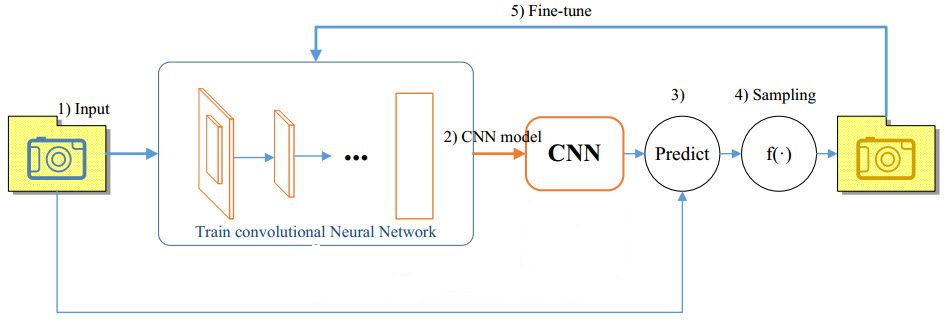 5) Fine-tune
1) Input
3)
4) Sampling
2) CNN model
CNN
Predict
f(·)
...
Train convolutional Neural Network